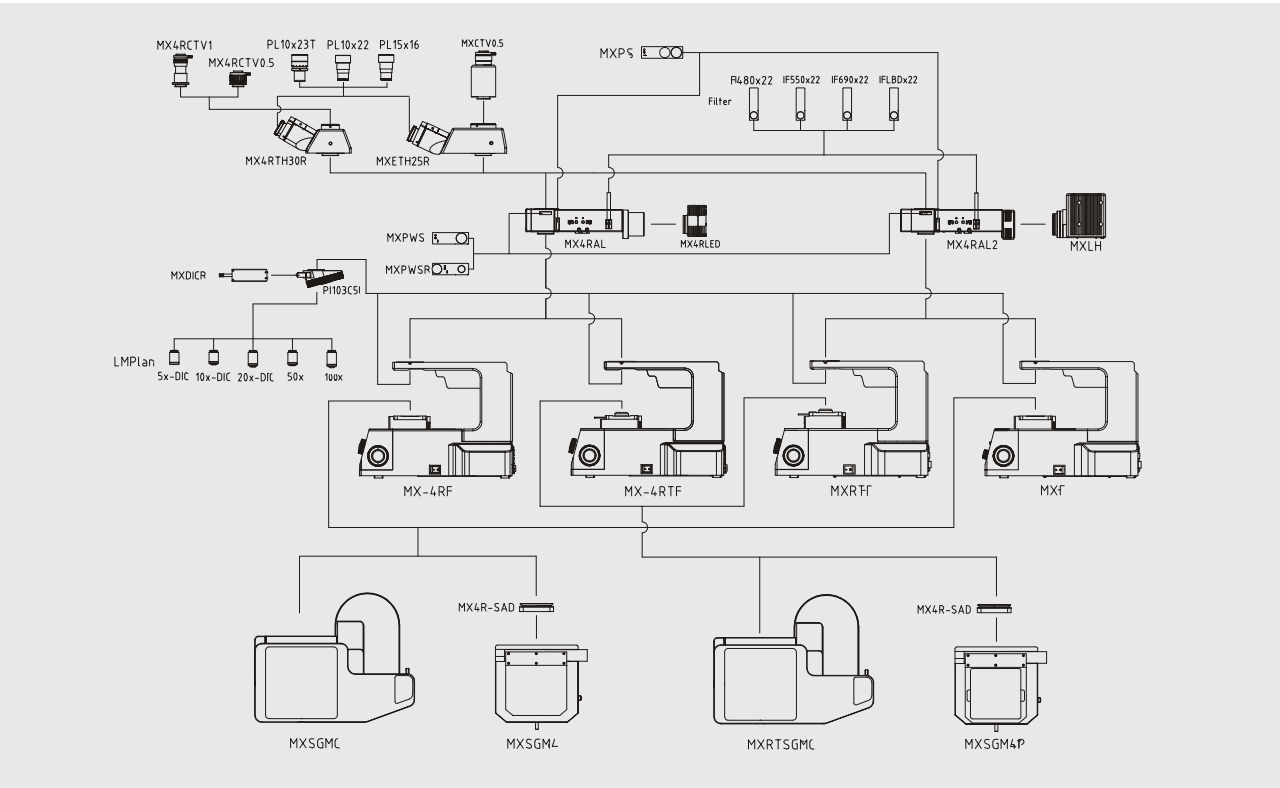 MX4RCTV1
MX4RCTV0.5
PL10x23T
PL10x22
PL15x16
MXCTV0.5
MXPS
IF550x22
IF690x22
IFLBDx22
Filter
MX4RTH30R
MXETH25R
MX4RAL
MX4RLED
MX4RAL2
MXLH
MXPWS
MXPWSR
MXDICR
LMPlan
5x-DIC
10x-DIC
20x-DIC
50x
100x
MX-4RF
MX-4RTF
MX4R-SAD
MX4R-SAD
MXSGMC
MXSGM4
MXRTSGMC
MXSGM4P